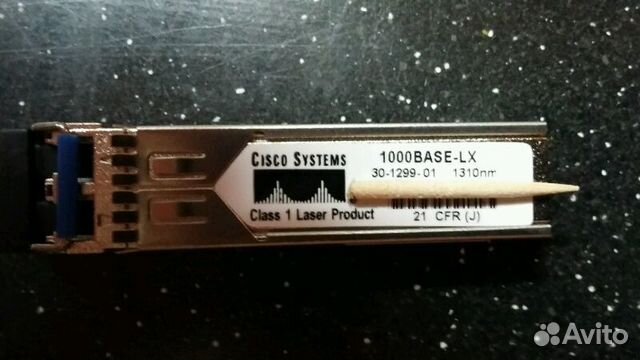 CISCO SYSTEMS
Class 1 Laser Product
1000BASE-LX
30-1299-01 1310nm
21 CFR (J)
Avito